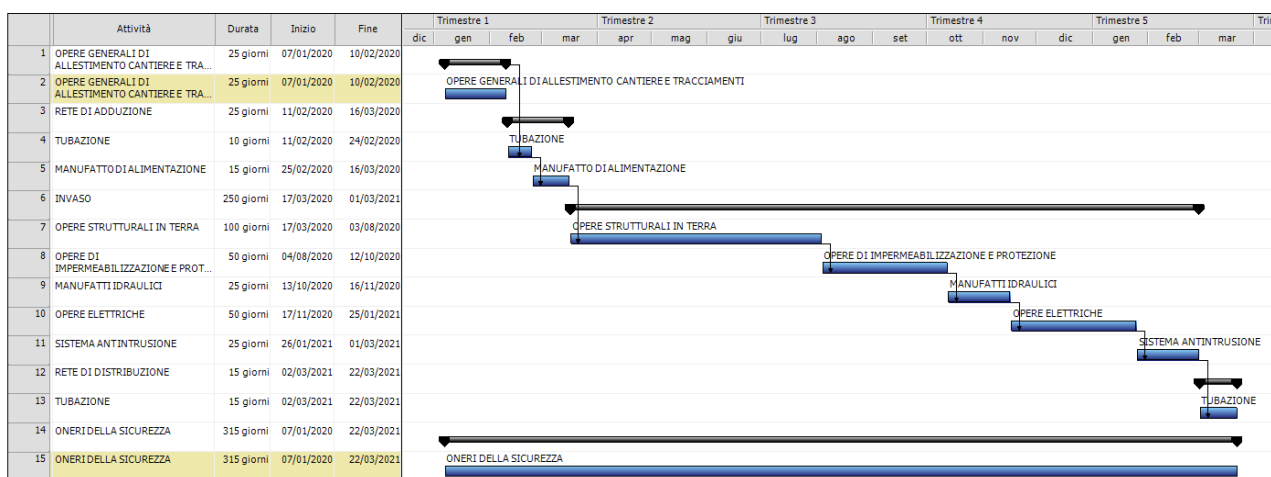 Attività Durata Inizio Fine
Trimestre 1 Trimestre 2 Trimestre 3 Trimestre 4 Trimestre 5 Tri
dic gen feb mar apr mag giu lug ago set ott nov dic gen feb mar
1 OPERE GENERALI DI 25 giorni 07/01/2020 10/02/2020
ALLESTIMENTO CANTIERE E TRA...
2 OPERE GENERALI DI 25 giorni 07/01/2020 10/02/2020 OPERE GENERALI DI ALLESTIMENTO CANTIERE E TRACCIAMENTI
ALLESTIMENTO CANTIERE E TRA...
3 RETE DI ADDUZIONE 25 giorni 11/02/2020 16/03/2020
4 TUBAZIONE 10 giorni 11/02/2020 24/02/2020 TUBAZIONE
5 MANUFATTO DI ALIMENTAZIONE 15 giorni 25/02/2020 16/03/2020 MANUFATTO DI ALIMENTAZIONE
6 INVASO 250 giorni 17/03/2020 01/03/2021
7 OPERE STRUTTURALI IN TERRA 100 giorni 17/03/2020 03/08/2020 OPERE STRUTTURALI IN TERRA
8 OPERE DI 50 giorni 04/08/2020 12/10/2020 OPERE DI IMPERMEABILIZZAZIONE E PROTEZIONE
IMPERMEABILIZZAZIONE E PROT...
9 MANUFATTI IDRAULICI 25 giorni 13/10/2020 16/11/2020 MANUFATTI IDRAULICI
10 OPERE ELETTRICHE 50 giorni 17/11/2020 25/01/2021 OPERE ELETTRICHE
11 SISTEMA ANTINTRUSIONE 25 giorni 26/01/2021 01/03/2021 SISTEMA ANTINTRUSIONE
12 RETE DI DISTRIBUZIONE 15 giorni 02/03/2021 22/03/2021
13 TUBAZIONE 15 giorni 02/03/2021 22/03/2021 TUBAZIONE
14 ONERI DELLA SICUREZZA 315 giorni 07/01/2020 22/03/2021
15 ONERI DELLA SICUREZZA 315 giorni 07/01/2020 22/03/2021 ONERI DELLA SICUREZZA